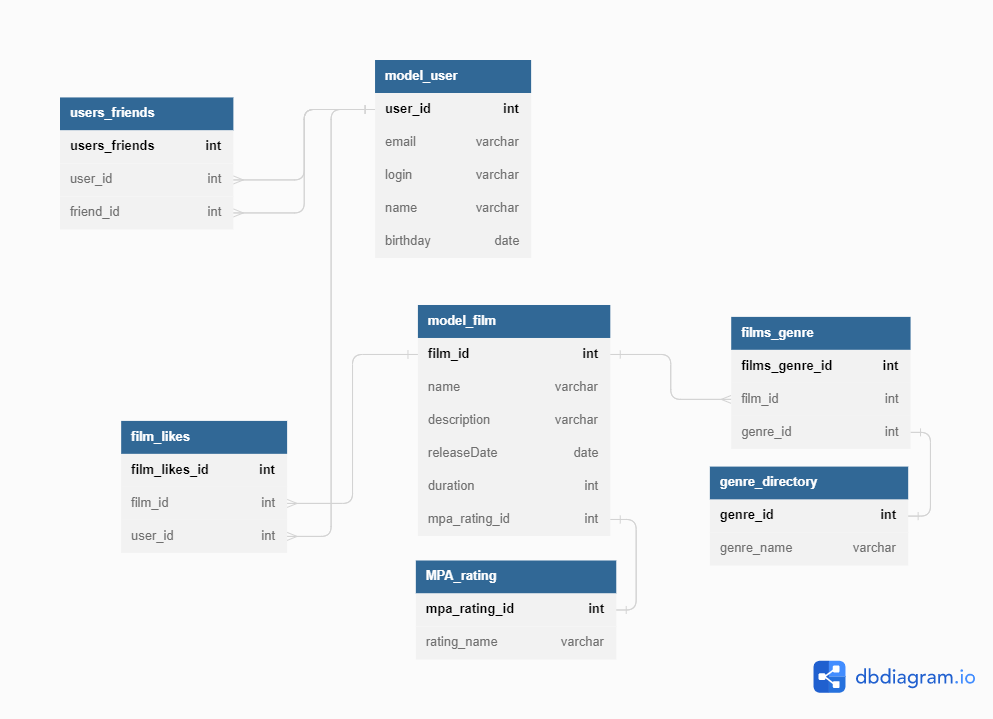 users_friends
users_friends int
user_id int
friend_id int
model_user
user_id int
email varchar
login varchar
name varchar
birthday date
model_film
film_id int
name varchar
description varchar
releaseDate date
duration int
mpa_rating_id int
films_genre
films_genre_id int
film_id int
genre_id int
film_likes
film_likes_id int
film_id int
user_id int
genre_directory
genre_id int
genre_name varchar
MPA_rating
mpa_rating_id int
rating_name varchar
dbdiagram.io